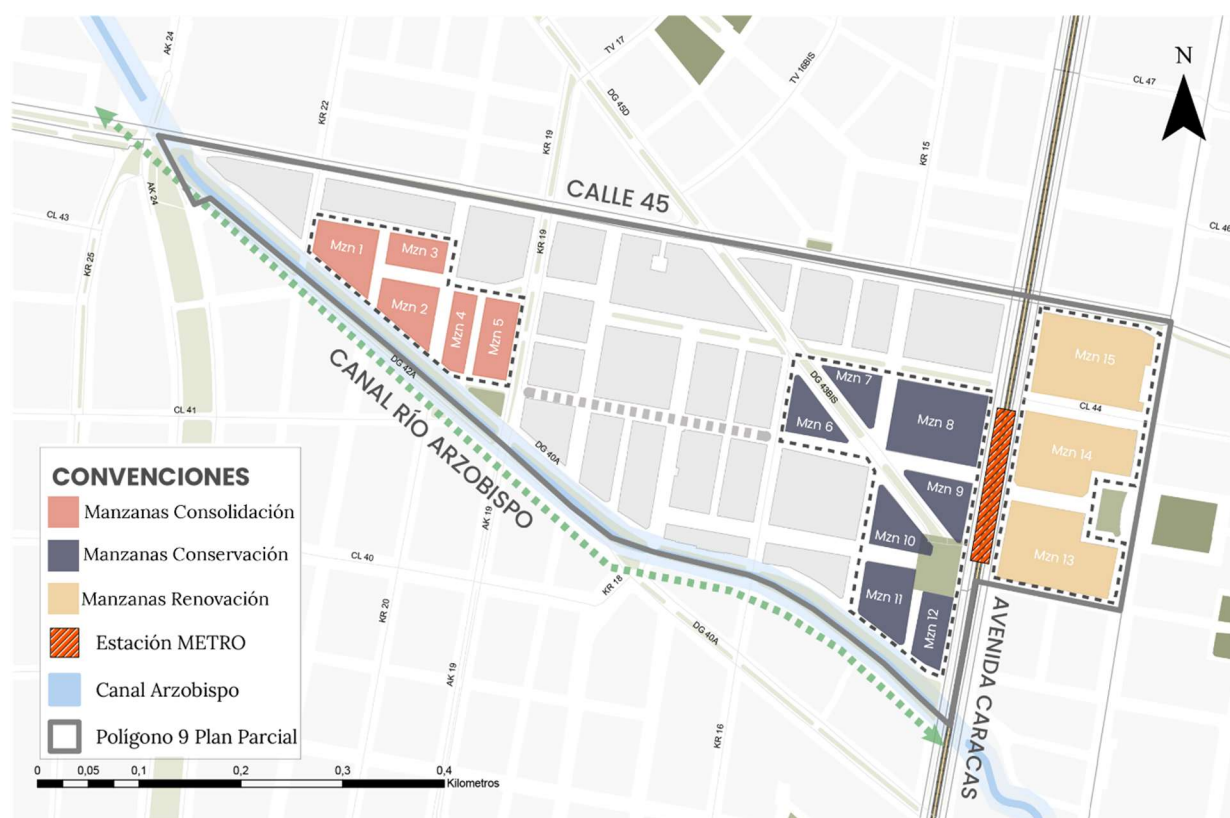 AK 24
KR 22
TV 17
TV 16BIS
N
CL 47
DG 45D
KR 19
KR 15
CALLE 45
AK 24
CL 43
KR 25
KR 19
CL 46
Mzn 1
Mzn 3
Mzn 2
Mzn 4
Mzn 5
Mzn 15
Mzn 7
DG 43BIS
Mzn 6
Mzn 8
CL 44
Mzn 14
DG 42A
CANAL RÍO ARZOBISPO
CL 41
DG 40A
Mzn 9
Mzn 10
Mzn 13
Mzn 11
Mzn 12
AK 19
CL 40
KR 18
KR 20
DG 40A
AK 19
KR 16
AVENIDA CARACAS
CONVENCIONES
Manzanas Consolidación
Manzanas Conservación
Manzanas Renovación
Estación METRO
Canal Arzobispo
Polígono 9 Plan Parcial
0 0,05 0,1 0,2 0,3 0,4
Kilometros